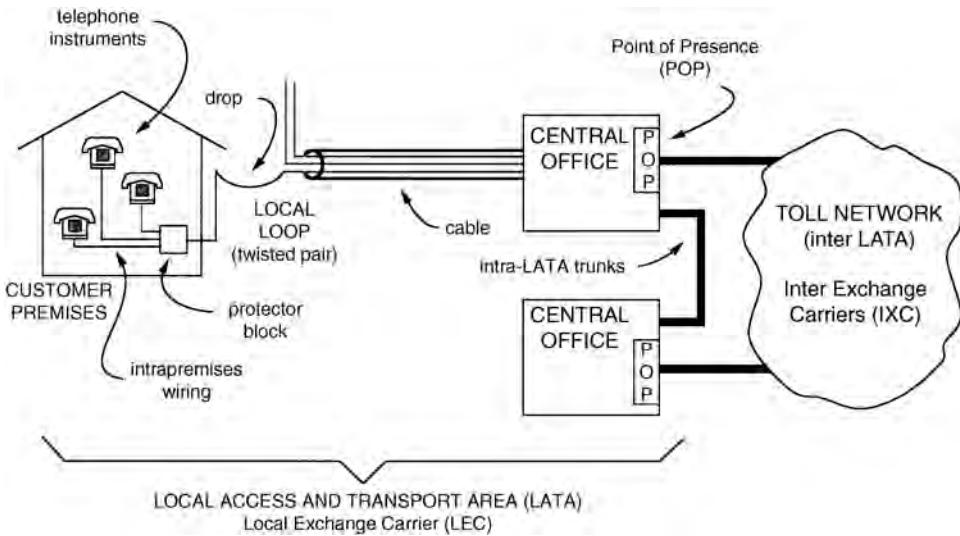 telephone
instruments
drop
Point of Presence
(POP)
CENTRAL
OFFICE
P
O
P
LOCAL
LOOP
(twisted pair)
cable
intra-LATA trunks
TOLL NETWORK
(inter LATA)
Inter Exchange
Carriers (IXC)
CUSTOMER
PREMISES
protector
block
intrapremises
wiring
CENTRAL
OFFICE
P
O
P
LOCAL ACCESS AND TRANSPORT AREA (LATA)
Local Exchange Carrier (LEC)